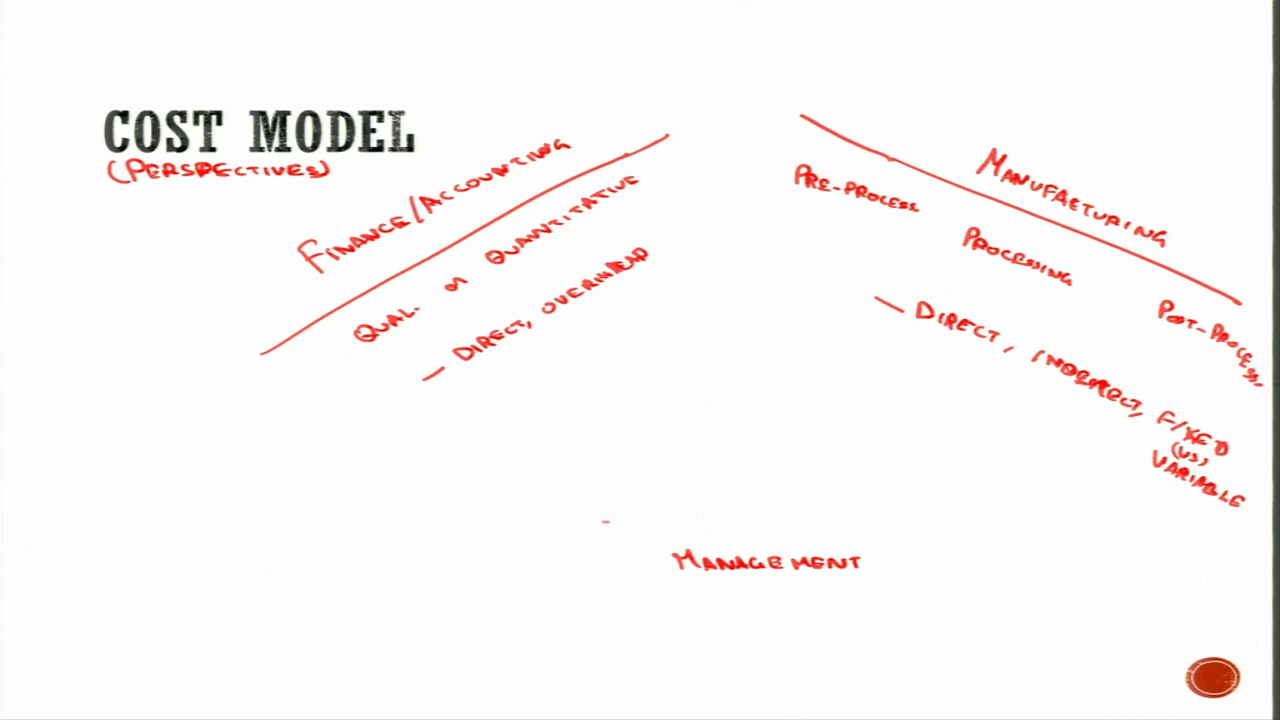 COST MODEL
(PERSPECTIVES)
FINANCE/ACCOUNTING
QUAL. or QUANTITATIVE
— DIRECT, OVERHEAD
MANUFACTURING
PRE-PROCESS
PROCESSING
POST-PROCESS
— DIRECT, INDIRECT, FIXED
(VS)
VARIABLE
MANAGEMENT